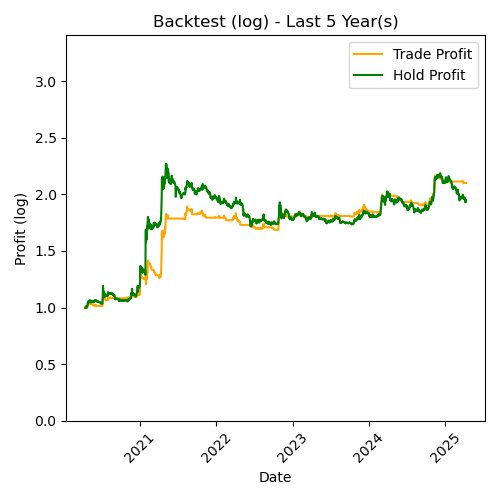 Backtest (log) - Last 5 Year(s)
Trade Profit
Hold Profit
Profit (log)
3.0
2.5
2.0
1.5
1.0
0.5
0.0
2021
2022
2023
2024
2025
Date